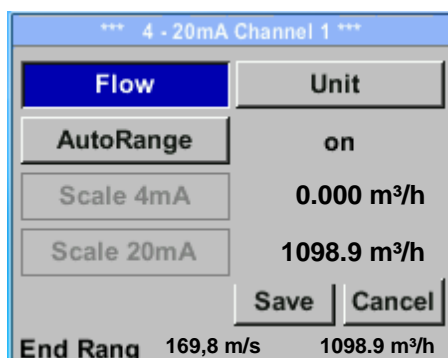 *** 4 - 20mA Channel 1 ***
Flow Unit
AutoRange on
Scale 4mA 0.000 m³/h
Scale 20mA 1098.9 m³/h
Save Cancel
End Rang 169,8 m/s 1098.9 m³/h